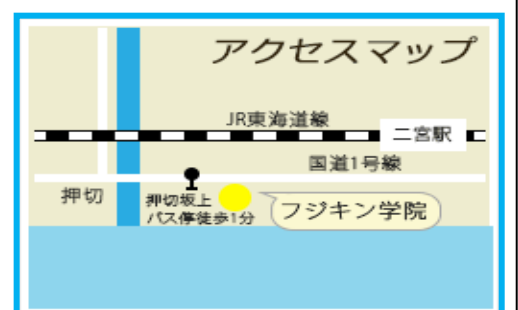 アクセスマップ
JR東海道線
二宮駅
国道1号線
押切
押切坂上
バス停徒歩1分
フジキン学院